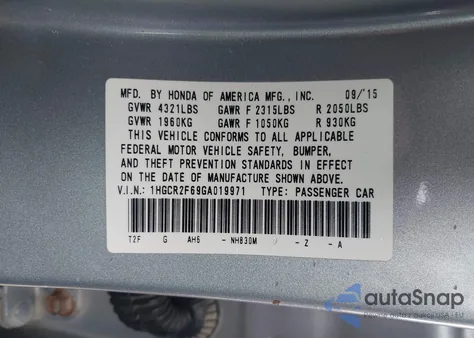 MFD. BY HONDA OF AMERICA MFG., INC. 09/15
GVWR 4321LBS GAWR F 2315LBS R 2050LBS
GVWR 1960KG GAWR F 1050KG R 930KG
THIS VEHICLE CONFORMS TO ALL APPLICABLE
FEDERAL MOTOR VEHICLE SAFETY, BUMPER,
AND THEFT PREVENTION STANDARDS IN EFFECT
ON THE DATE OF MANUFACTURE SHOWN ABOVE.
V.I.N.: 1HGCR2F69GA019971 TYPE: PASSENGER CAR
T2F G AH6 - NH830M / - Z - A
autoSnap